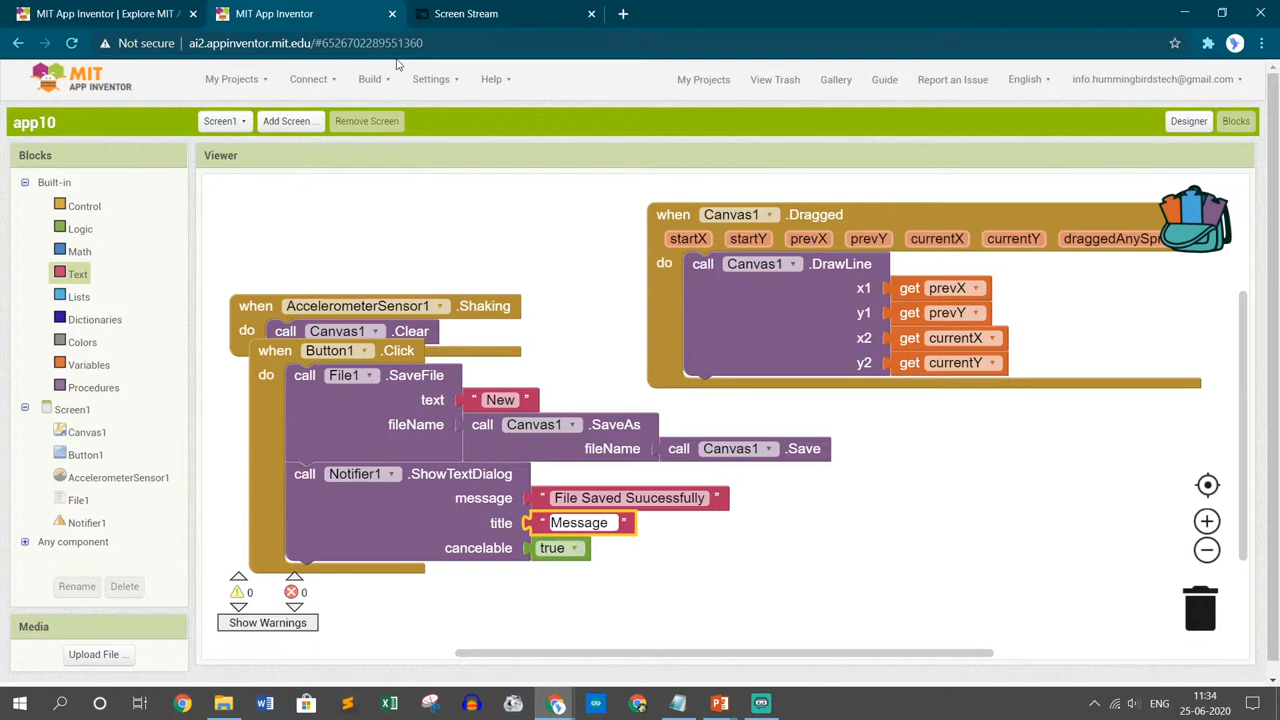 MIT App Inventor | Explore MIT A
MIT App Inventor
Screen Stream
Not secure
ai2.appinventor.mit.edu/#6526702289551360
MIT
APP INVENTOR
My Projects
Connect
Build
Settings
Help
My Projects
View Trash
Gallery
Guide
Report an Issue
English
info.hummingbirdstech@gmail.com
app10
Screen1
Add Screen ...
Remove Screen
Designer
Blocks
Blocks
Viewer
Built-in
Control
Logic
Math
Text
Lists
Dictionaries
Colors
Variables
Procedures
Screen1
Canvas1
Button1
AccelerometerSensor1
File1
Notifier1
Any component
Rename
Delete
Media
Upload File ...
when Canvas1 .Dragged
startX startY prevX prevY currentX currentY draggedAnySpri
do call Canvas1 .DrawLine
x1 get prevX
y1 get prevY
x2 get currentX
y2 get currentY
when AccelerometerSensor1 .Shaking
do call Canvas1 .Clear
when Button1 .Click
do call File1 .SaveFile
text " New "
fileName call Canvas1 .SaveAs
fileName call Canvas1 .Save
call Notifier1 .ShowTextDialog
message " File Saved Suucessfully "
title " Message "
cancelable true
0 0
Show Warnings
ENG
11:34
25-06-2020